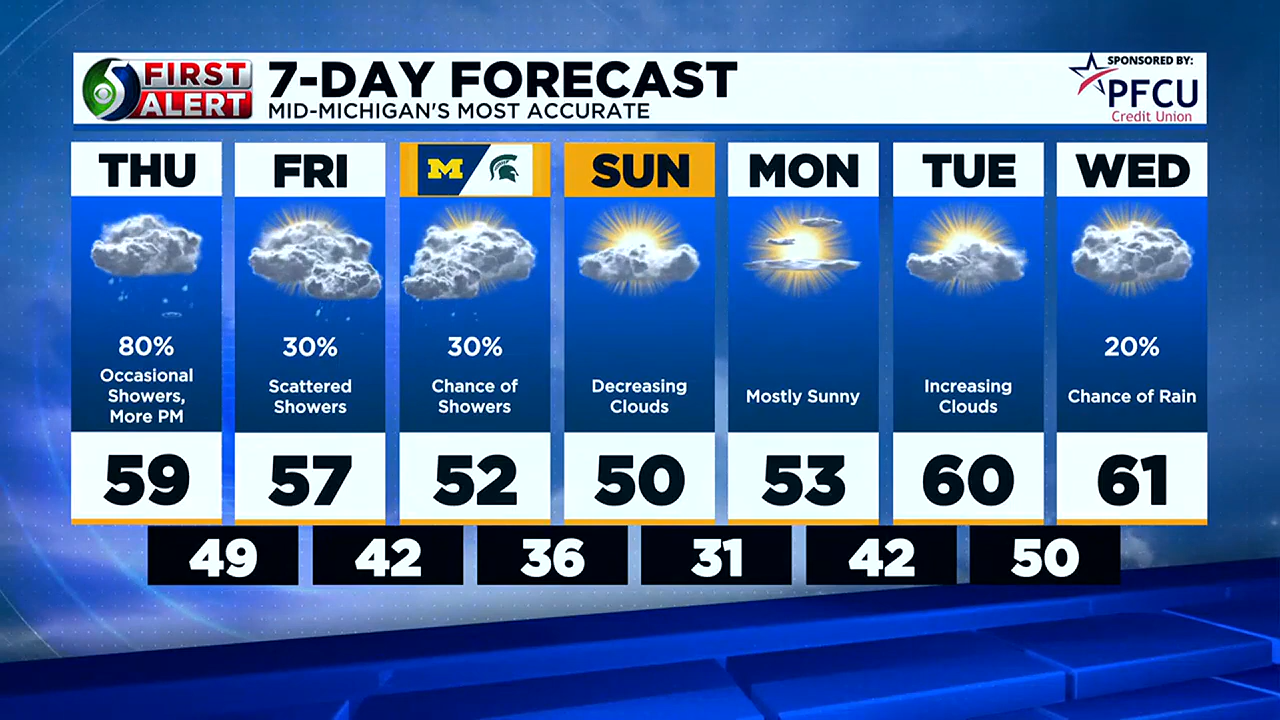 6 FIRST ALERT
7-DAY FORECAST
MID-MICHIGAN'S MOST ACCURATE
SPONSORED BY:
PFCU
Credit Union
THU
FRI
M
SUN
MON
TUE
WED
80%
30%
30%
20%
Occasional
Showers,
More PM
Scattered
Showers
Chance of
Showers
Decreasing
Clouds
Mostly Sunny
Increasing
Clouds
Chance of Rain
59
57
52
50
53
60
61
49
42
36
31
42
50